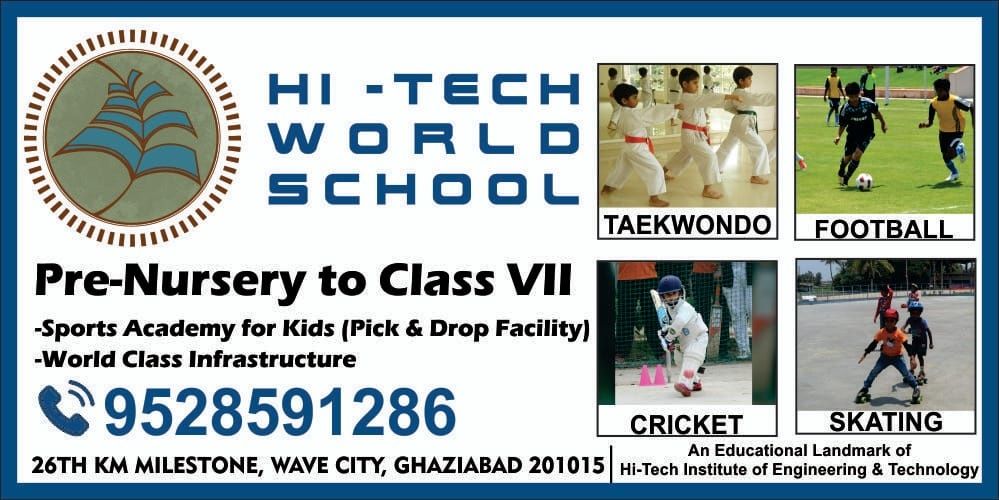 HI -TECH
WORLD
SCHOOL
TAEKWONDO
FOOTBALL
Pre-Nursery to Class VII
-Sports Academy for Kids (Pick & Drop Facility)
-World Class Infrastructure
CRICKET
SKATING
9528591286
26TH KM MILESTONE, WAVE CITY, GHAZIABAD 201015
An Educational Landmark of
Hi-Tech Institute of Engineering & Technology